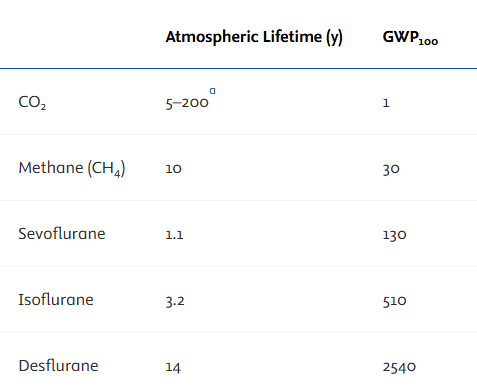 Atmospheric Lifetime (y) GWP₁₀₀
CO₂ 5–200ᵅ 1
Methane (CH₄) 10 30
Sevoflurane 1.1 130
Isoflurane 3.2 510
Desflurane 14 2540